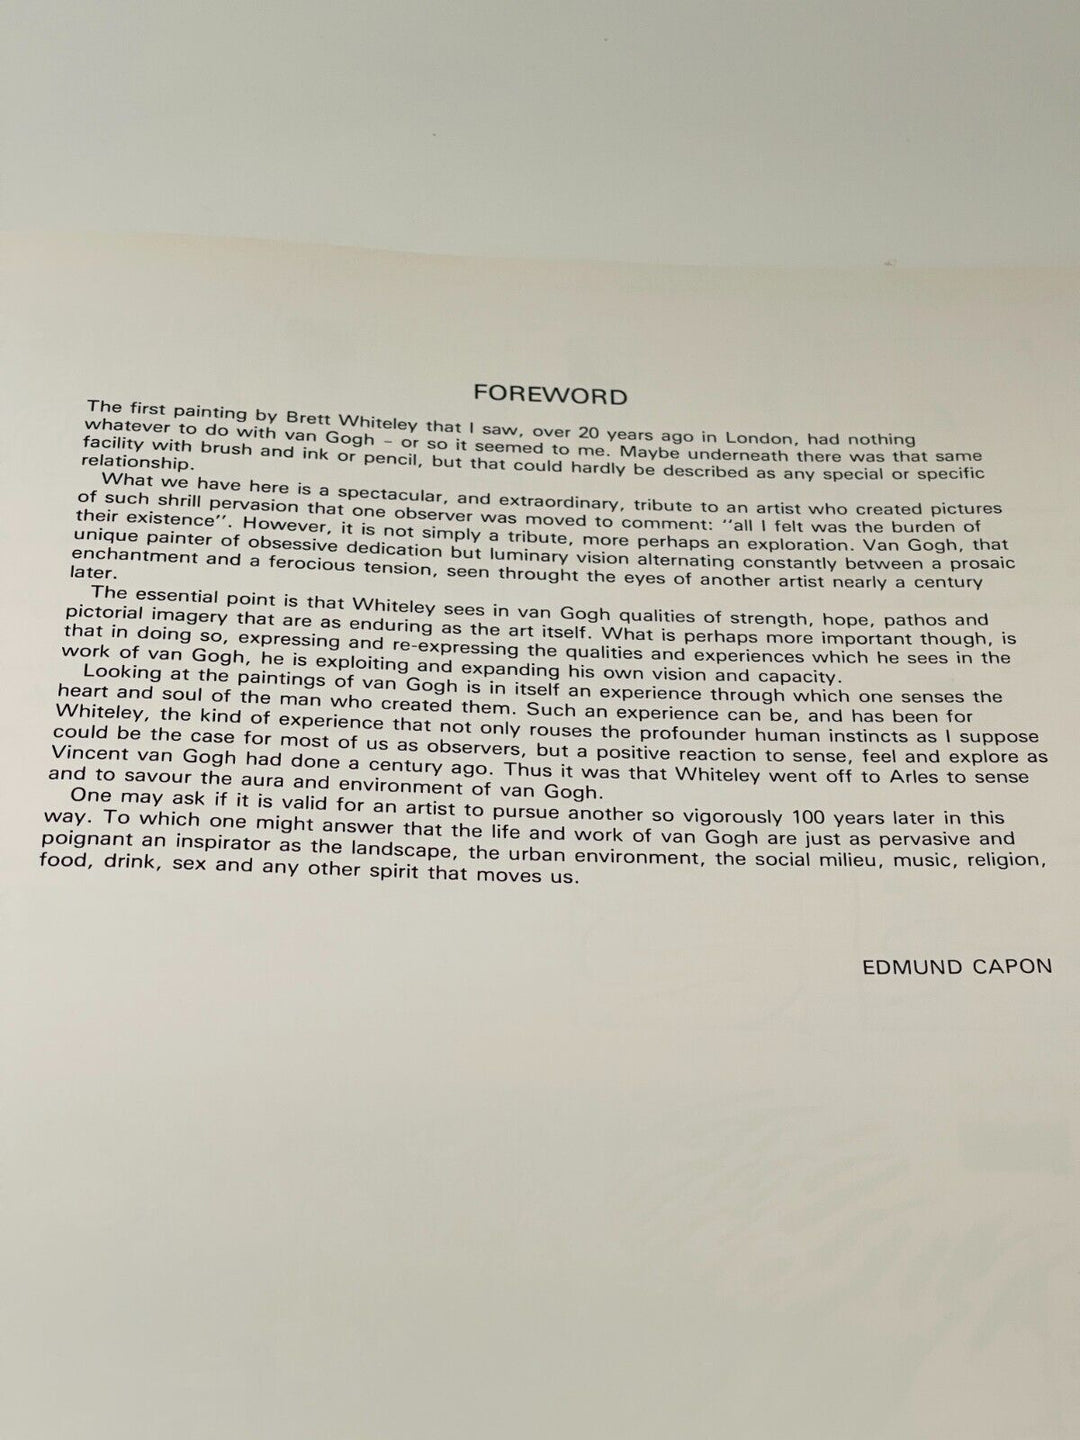 FOREWORD
The first painting by Brett Whiteley that I saw, over 20 years ago in London, had nothing
whatever to do with van Gogh – or so it seemed to me. Maybe underneath there was that same
facility with brush and ink or pencil, but that could hardly be described as any special or specific
relationship.
What we have here is a spectacular, and extraordinary, tribute to an artist who created pictures
of such shrill pervasion that one observer was moved to comment: "all I felt was the burden of
their existence". However, it is not simply a tribute, more perhaps an exploration. Van Gogh, that
unique painter of obsessive dedication but luminary vision alternating constantly between a prosaic
enchantment and a ferocious tension, seen throught the eyes of another artist nearly a century
later.
The essential point is that Whiteley sees in van Gogh qualities of strength, hope, pathos and
pictorial imagery that are as enduring as the art itself. What is perhaps more important though, is
that in doing so, expressing and re-expressing the qualities and experiences which he sees in the
work of van Gogh, he is exploiting and expanding his own vision and capacity.
Looking at the paintings of van Gogh is in itself an experience through which one senses the
heart and soul of the man who created them. Such an experience can be, and has been for
Whiteley, the kind of experience that not only rouses the profounder human instincts as I suppose
could be the case for most of us as observers, but a positive reaction to sense, feel and explore as
Vincent van Gogh had done a century ago. Thus it was that Whiteley went off to Arles to sense
and to savour the aura and environment of van Gogh.
One may ask if it is valid for an artist to pursue another so vigorously 100 years later in this
way. To which one might answer that the life and work of van Gogh are just as pervasive and
poignant an inspirator as the landscape, the urban environment, the social milieu, music, religion,
food, drink, sex and any other spirit that moves us.
EDMUND CAPON